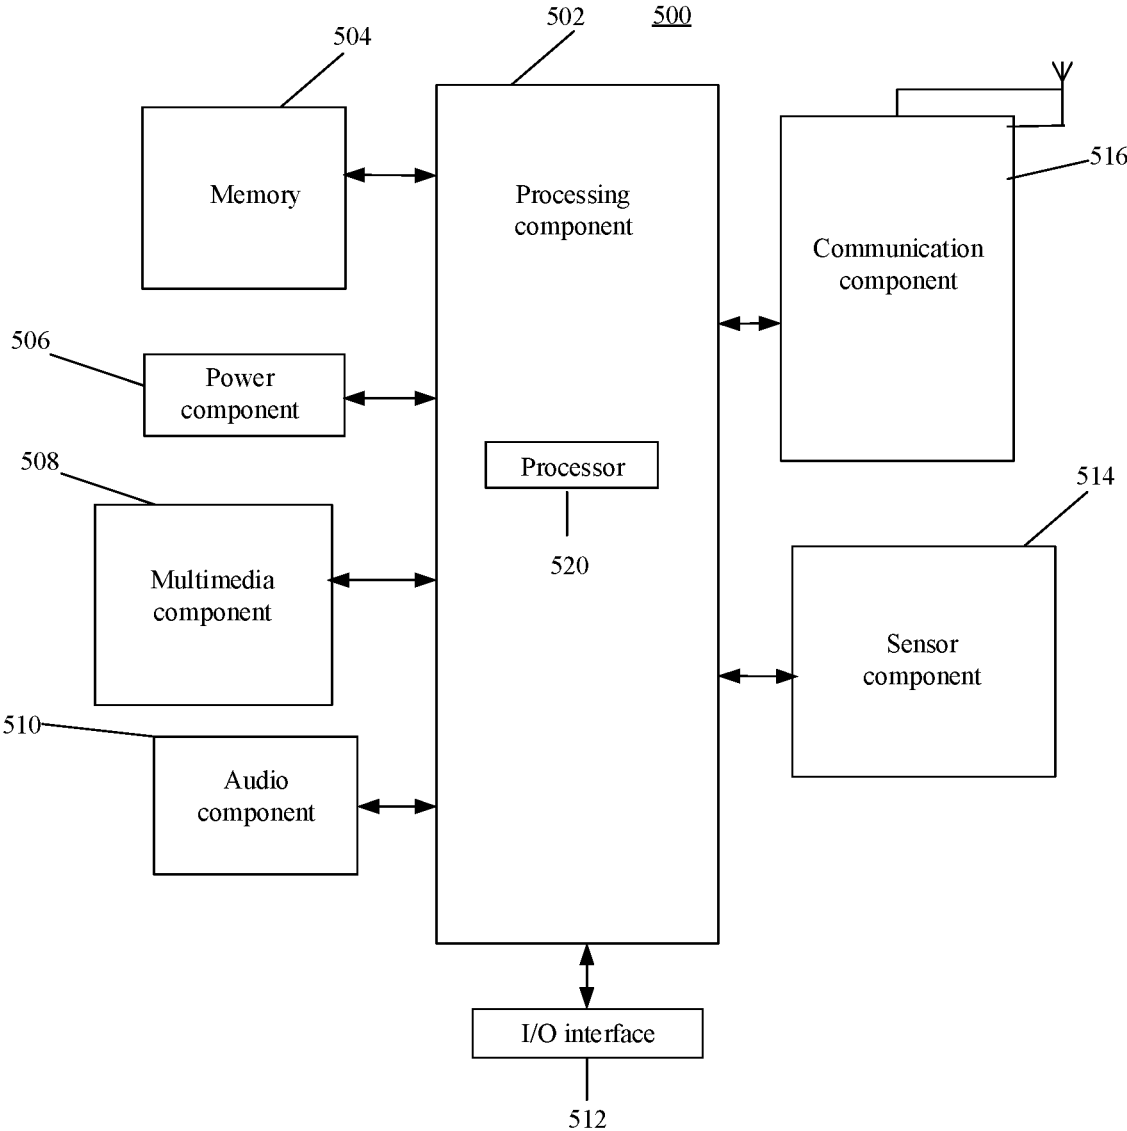 502
500
504
Memory
Processing
component
516
Communication
component
506
Power
component
508
Processor
514
520
Multimedia
component
Sensor
component
510
Audio
component
I/O interface
512